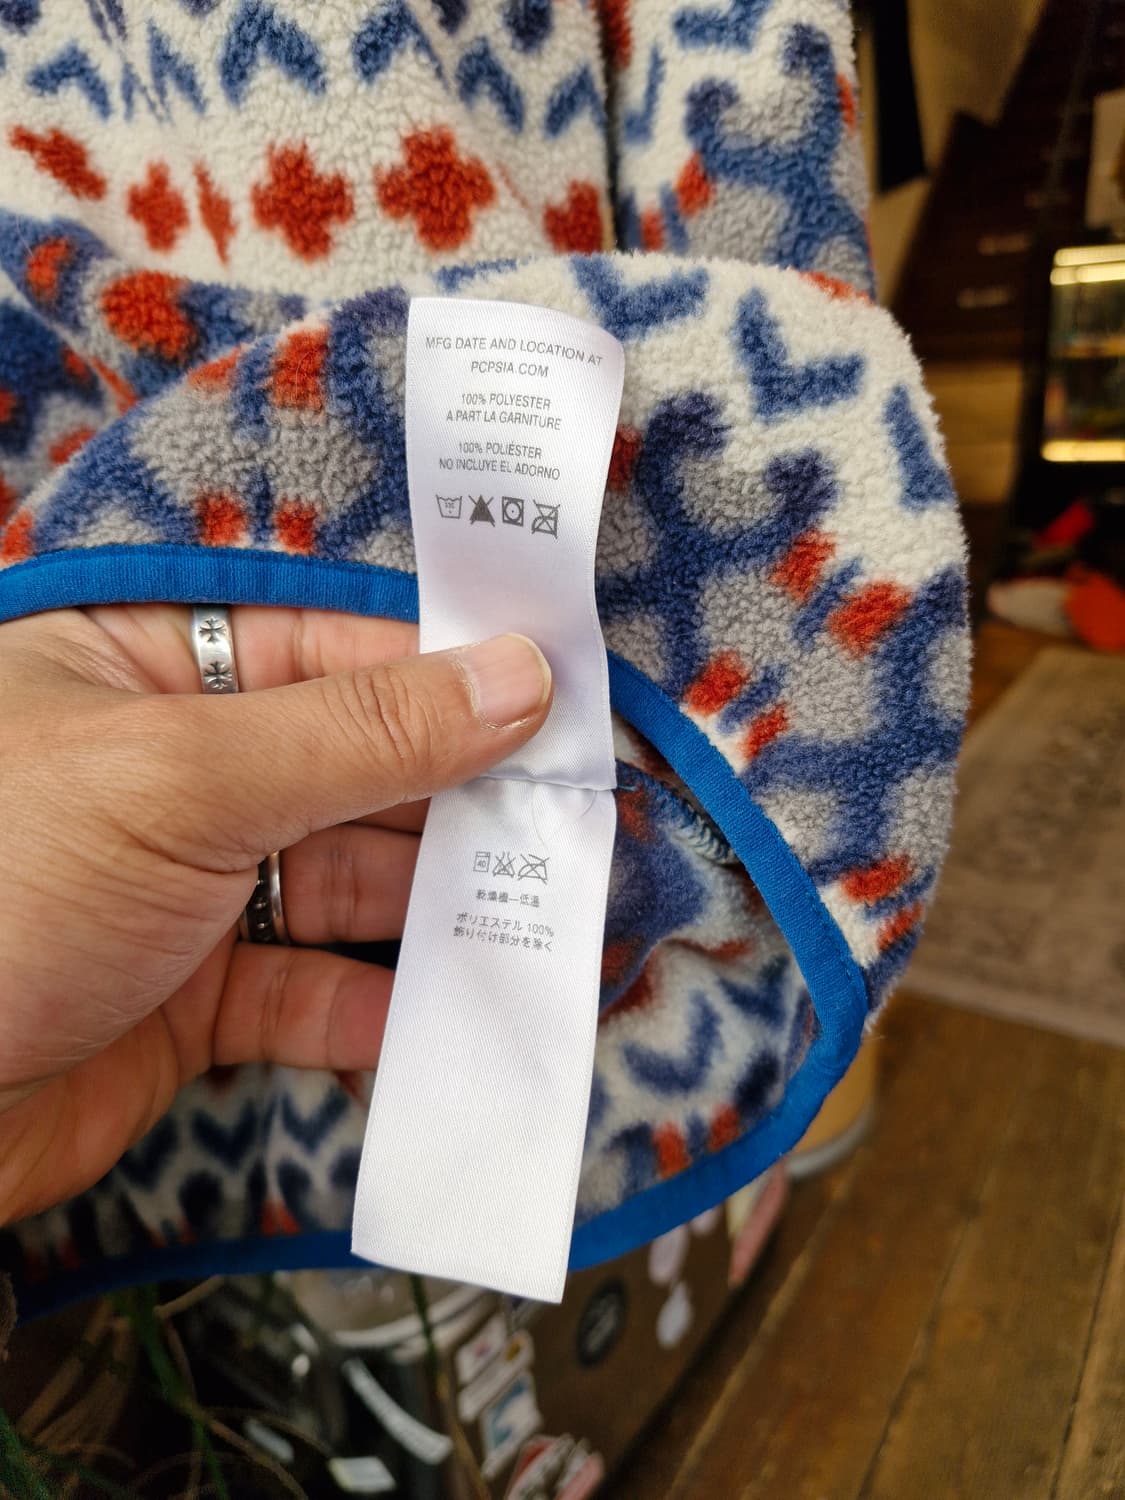 MFG DATE AND LOCATION AT
PCPSIA.COM
100% POLYESTER
A PART LA GARNITURE
100% POLIÉSTER
NO INCLUYE EL ADORNO
40
乾燥機—低温
ポリエステル 100%
飾り付け部分を除く